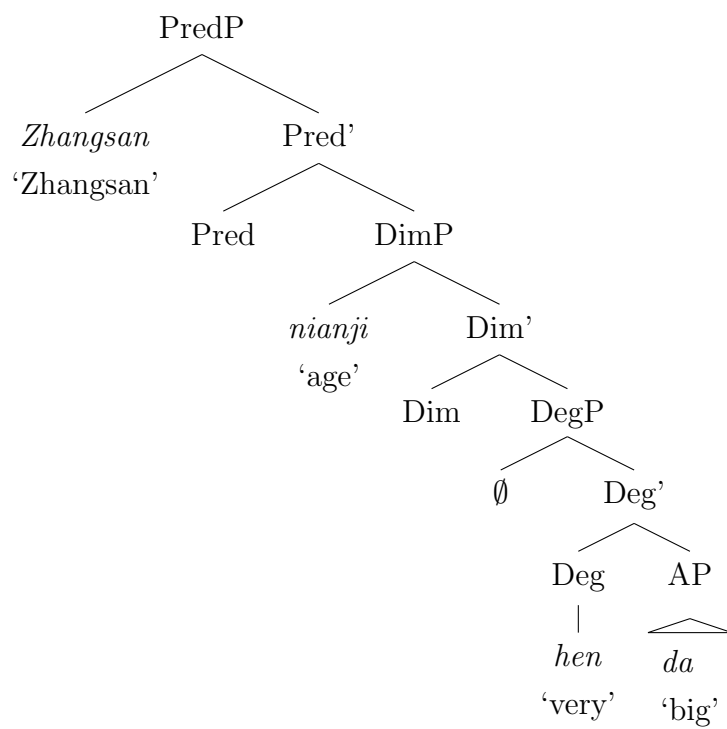 PredP
Zhangsan Pred’
‘Zhangsan’
Pred DimP
nianji Dim’
‘age’
Dim DegP
∅ Deg’
Deg AP
hen da
‘very’ ‘big’